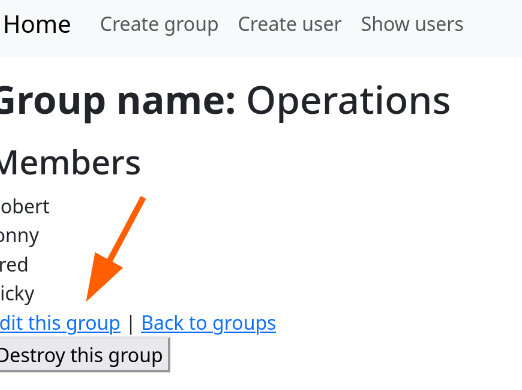 Home Create group Create user Show users
Group name: Operations
Members
obert
onny
red
icky
dit this group | Back to groups
Destroy this group